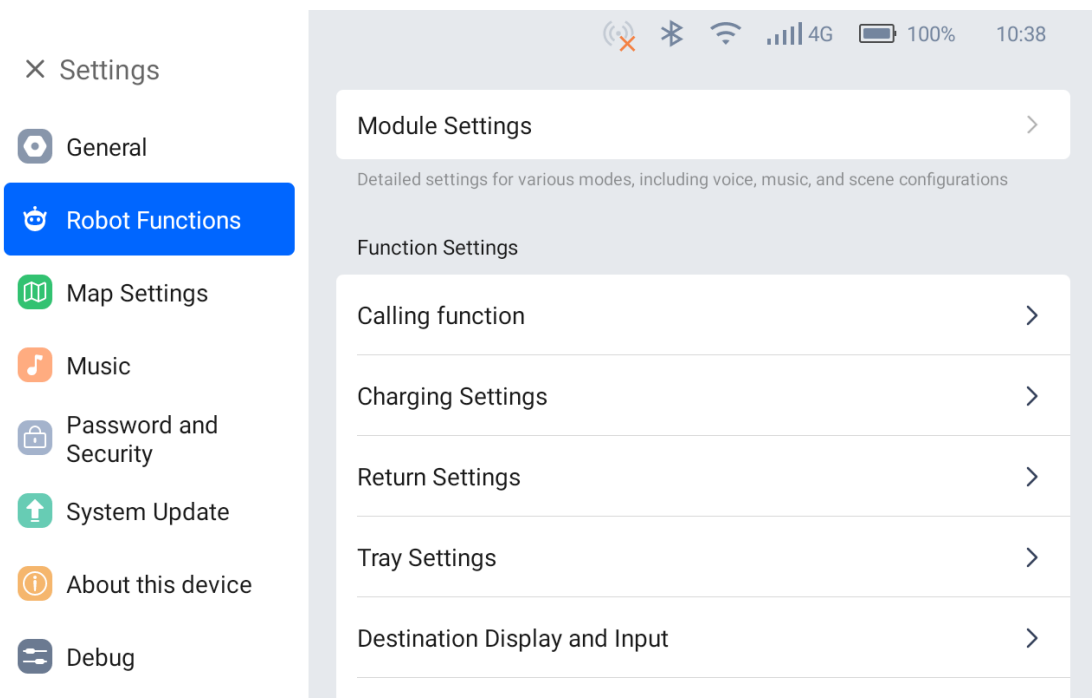 4G 100% 10:38
Settings
General
Robot Functions
Map Settings
Music
Password and
Security
System Update
About this device
Debug
Module Settings
Detailed settings for various modes, including voice, music, and scene configurations
Function Settings
Calling function
Charging Settings
Return Settings
Tray Settings
Destination Display and Input